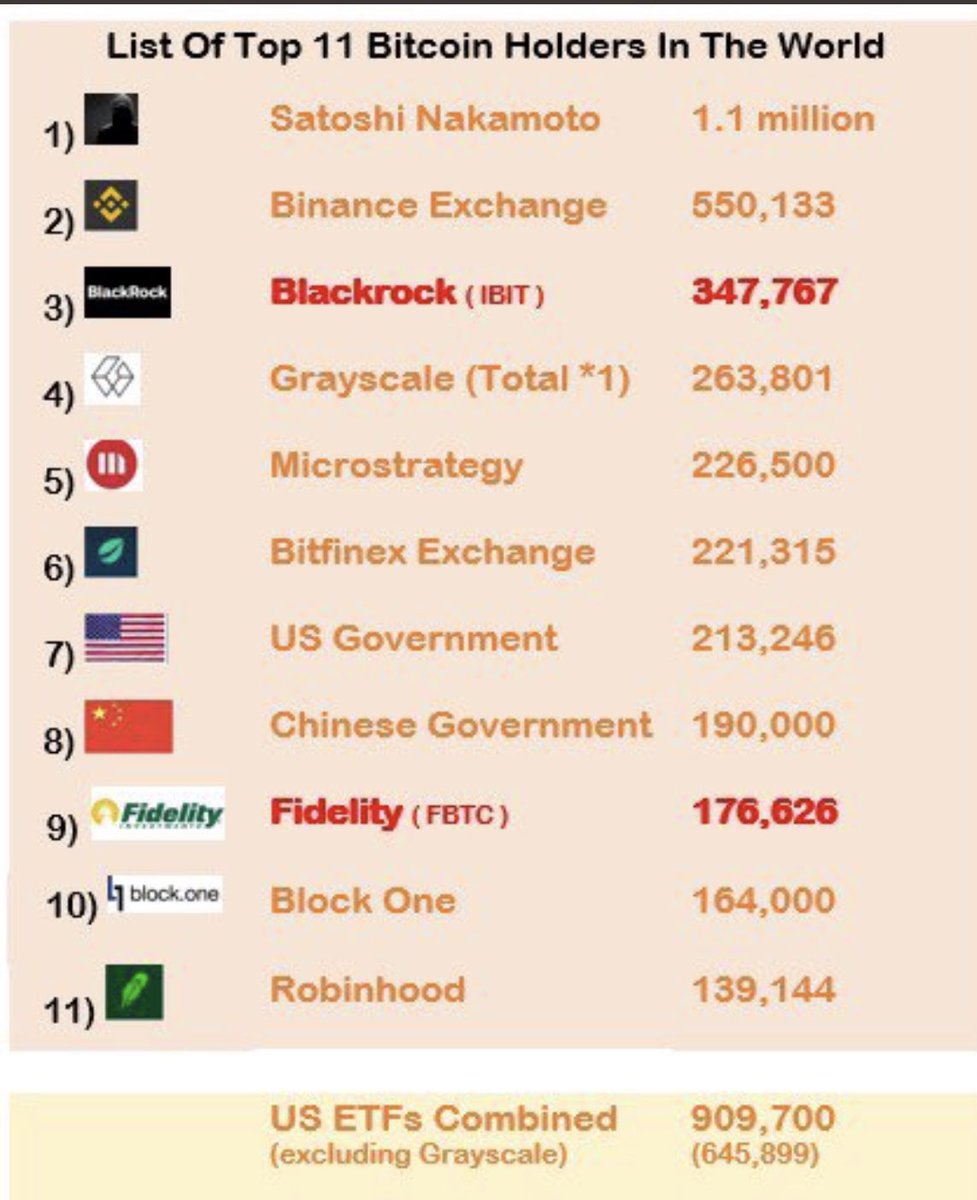 List Of Top 11 Bitcoin Holders In The World
1) Satoshi Nakamoto 1.1 million
2) Binance Exchange 550,133
3) BlackRock Blackrock ( IBIT ) 347,767
4) Grayscale (Total *1) 263,801
5) m Microstrategy 226,500
6) Bitfinex Exchange 221,315
7) US Government 213,246
8) Chinese Government 190,000
9) Fidelity INVESTMENTS Fidelity ( FBTC ) 176,626
10) block.one Block One 164,000
11) Robinhood 139,144
US ETFs Combined 909,700
(excluding Grayscale) (645,899)